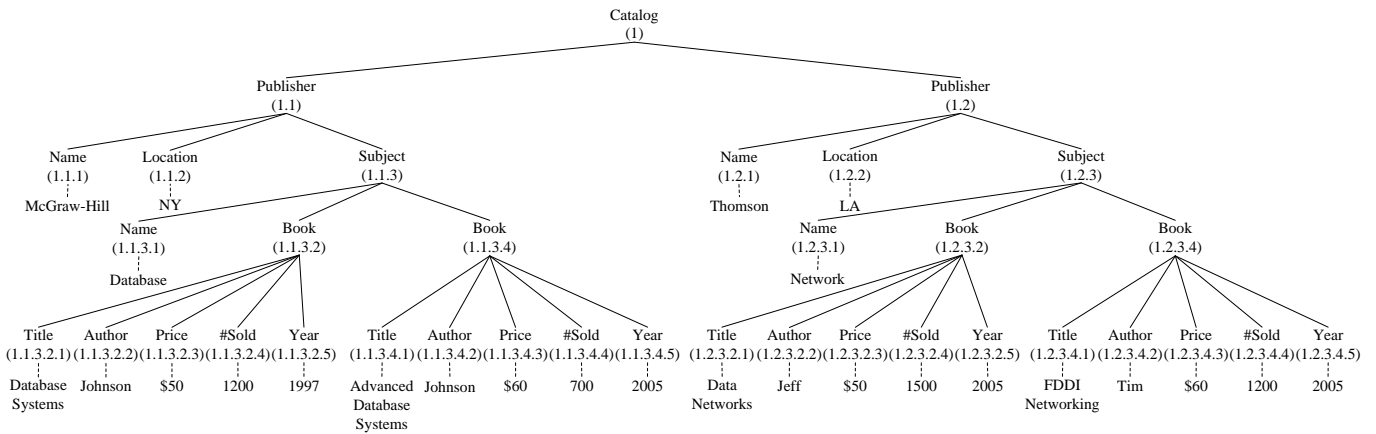 Catalog
(1)
Publisher
(1.1)
Publisher
(1.2)
Name
(1.1.1)
McGraw-Hill
Location
(1.1.2)
NY
Subject
(1.1.3)
Name
(1.2.1)
Thomson
Location
(1.2.2)
LA
Subject
(1.2.3)
Name
(1.1.3.1)
Database
Book
(1.1.3.2)
Book
(1.1.3.4)
Name
(1.2.3.1)
Network
Book
(1.2.3.2)
Book
(1.2.3.4)
Title
(1.1.3.2.1)
Database
Systems
Author
(1.1.3.2.2)
Johnson
Price
(1.1.3.2.3)
$50
#Sold
(1.1.3.2.4)
1200
Year
(1.1.3.2.5)
1997
Title
(1.1.3.4.1)
Advanced
Database
Systems
Author
(1.1.3.4.2)
Johnson
Price
(1.1.3.4.3)
$60
#Sold
(1.1.3.4.4)
700
Year
(1.1.3.4.5)
2005
Title
(1.2.3.2.1)
Data
Networks
Author
(1.2.3.2.2)
Jeff
Price
(1.2.3.2.3)
$50
#Sold
(1.2.3.2.4)
1500
Year
(1.2.3.2.5)
2005
Title
(1.2.3.4.1)
FDDI
Networking
Author
(1.2.3.4.2)
Tim
Price
(1.2.3.4.3)
$60
#Sold
(1.2.3.4.4)
1200
Year
(1.2.3.4.5)
2005